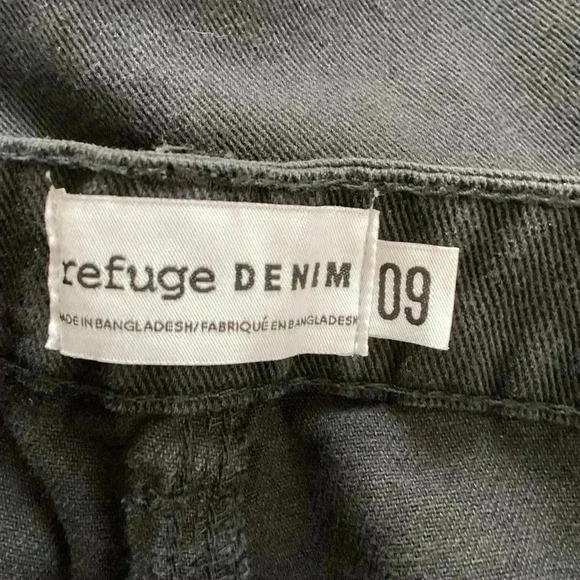 refuge DENIM
MADE IN BANGLADESH/FABRIQUÉ EN BANGLADESH
09